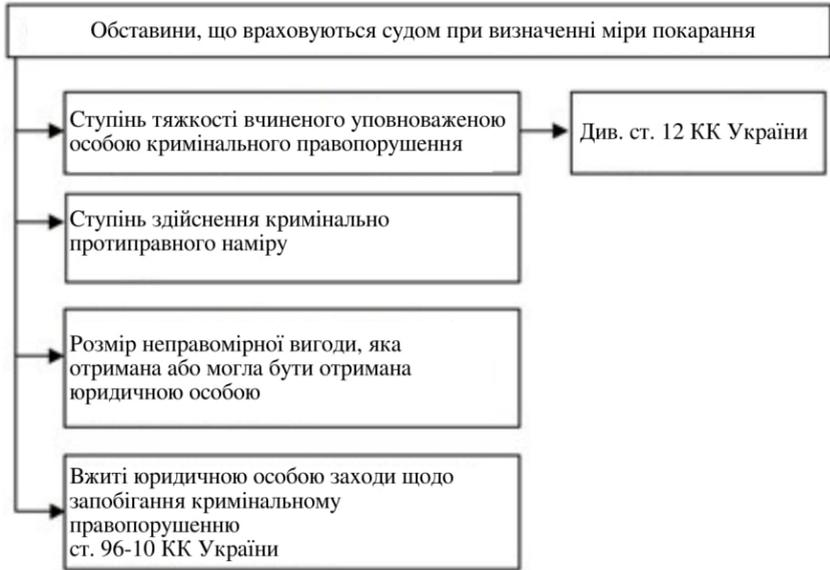 Обставини, що враховуються судом при визначенні міри покарання
Ступінь тяжкості вчиненого уповноваженою
особою кримінального правопорушення
Див. ст. 12 КК України
Ступінь здійснення кримінально
протиправного наміру
Розмір неправомірної вигоди, яка
отримана або могла бути отримана
юридичною особою
Вжиті юридичною особою заходи щодо
запобігання кримінальному
правопорушенню
ст. 96-10 КК України